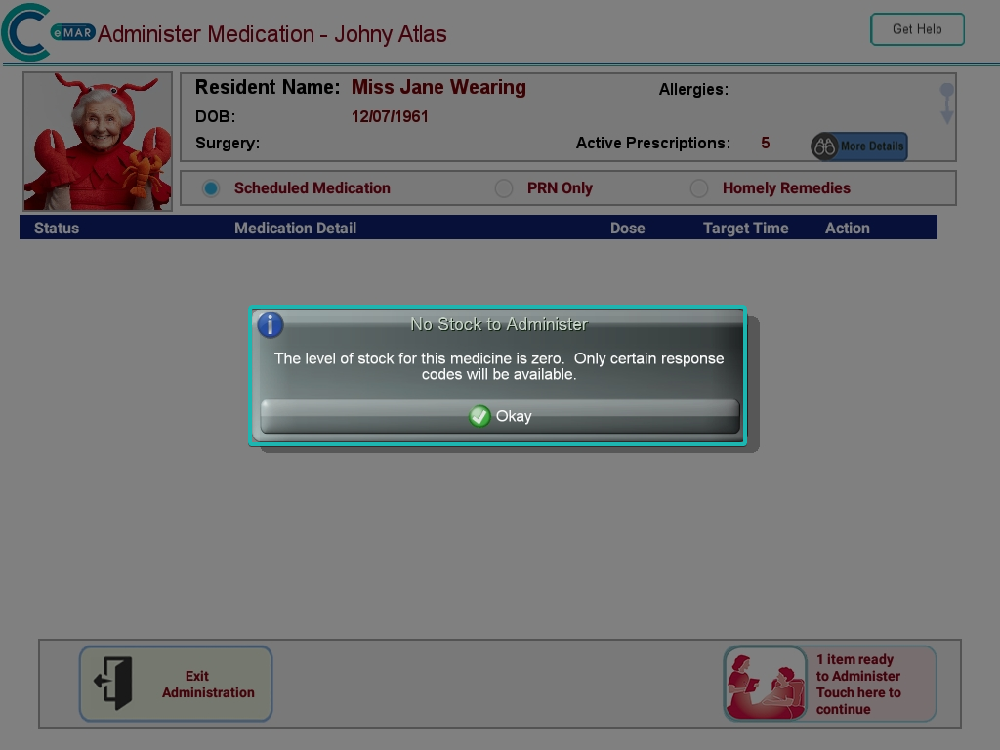 eMAR Administer Medication - Johny Atlas
Get Help
Resident Name: Miss Jane Wearing
Allergies:
DOB: 12/07/1961
Surgery:
Active Prescriptions: 5
More Details
Scheduled Medication PRN Only Homely Remedies
Status Medication Detail Dose Target Time Action
No Stock to Administer
The level of stock for this medicine is zero. Only certain response
codes will be available.
Okay
Exit
Administration
1 item ready
to Administer
Touch here to
continue